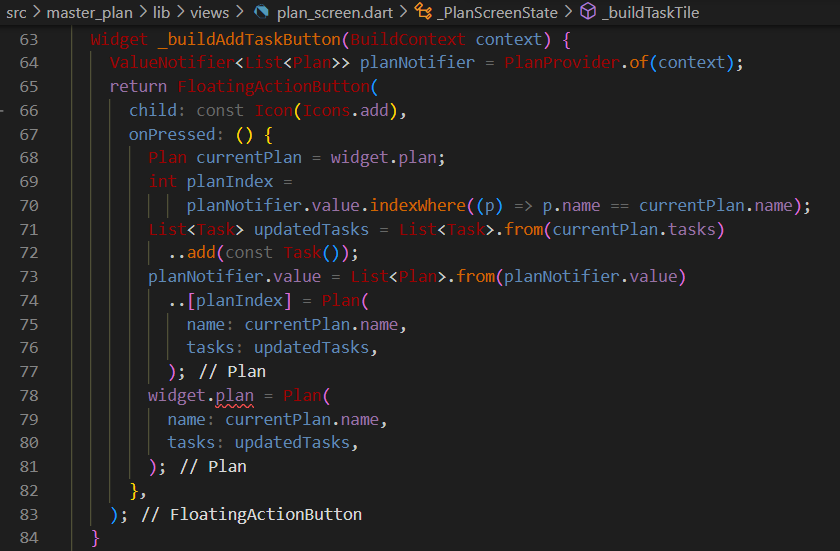 src > master_plan > lib > views > plan_screen.dart > _PlanScreenState > _buildTaskTile
63 Widget _buildAddTaskButton(BuildContext context) {
64 ValueNotifier<List<Plan>> planNotifier = PlanProvider.of(context);
65 return FloatingActionButton(
66 child: const Icon(Icons.add),
67 onPressed: () {
68 Plan currentPlan = widget.plan;
69 int planIndex =
70 planNotifier.value.indexWhere((p) => p.name == currentPlan.name);
71 List<Task> updatedTasks = List<Task>.from(currentPlan.tasks)
72 ..add(const Task());
73 planNotifier.value = List<Plan>.from(planNotifier.value)
74 ..[planIndex] = Plan(
75 name: currentPlan.name,
76 tasks: updatedTasks,
77 ); // Plan
78 widget.plan = Plan(
79 name: currentPlan.name,
80 tasks: updatedTasks,
81 ); // Plan
82 },
83 ); // FloatingActionButton
84 }